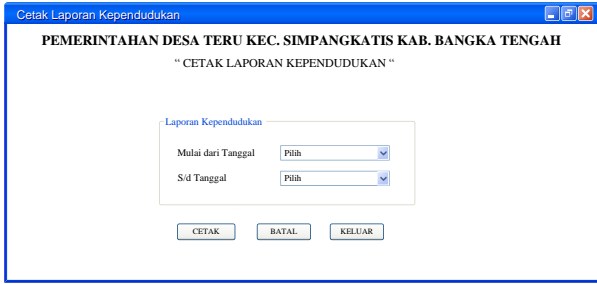 Cetak Laporan Kependudukan
PEMERINTAHAN DESA TERU KEC. SIMPANGKATIS KAB. BANGKA TENGAH
“ CETAK LAPORAN KEPENDUDUKAN “
Laporan Kependudukan
Mulai dari Tanggal Pilih
S/d Tanggal Pilih
CETAK BATAL KELUAR